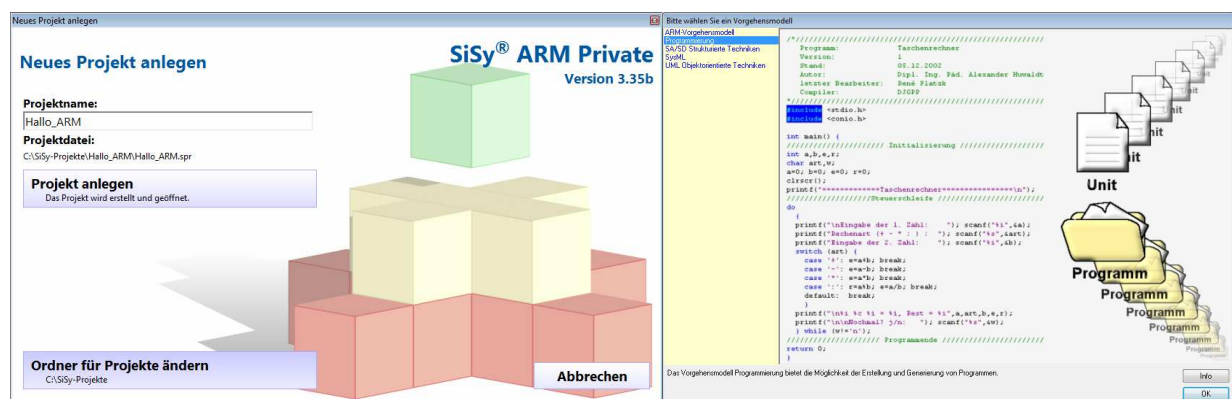 Neues Projekt anlegen
SiSy® ARM Private
Version 3.35b
Neues Projekt anlegen
Projektname:
Hallo_ARM
Projektdatei:
C:\SiSy-Projekte\Hallo_ARM\Hallo_ARM.spr
Projekt anlegen
Das Projekt wird erstellt und geöffnet.
Ordner für Projekte ändern
C:\SiSy-Projekte
Abbrechen
Bitte wählen Sie ein Vorgehensmodell
ARM-Vorgehensmodell
Programmierung
SA/SD Strukturierte Techniken
SysML
UML Objektorientierte Techniken
Programm: Taschenrechner
Version: 1
Stand: 05.12.2002
Autor: Dipl. Ing. Päd. Alexander Huwaldt
letzter Bearbeiter: René Platzk
Compiler: DJGPP
#include <stdio.h>
#include <conio.h>
int main() {
/////////////////////// Initialisierung ////////////////////
int a,b,e,r;
char art,w;
a=0; b=0; e=0; r=0;
clrscr();
printf("=============Taschenrechner================\n");
////////////////////Steuerschleife /////////////////////////
do
{
printf("\nEingabe der 1. Zahl: "); scanf("%i",&a);
printf("Rechenart (+ - * : ) : "); scanf("%s",&art);
printf("Eingabe der 2. Zahl: "); scanf("%i",&b);
switch (art) {
case '+': e=a+b; break;
case '-': e=a-b; break;
case '*': e=a*b; break;
case ':': r=a%b; e=a/b; break;
default: break;
}
printf("\n%i %c %i = %i, Rest = %i",a,art,b,e,r);
printf("\n\nNochmal? j/n: "); scanf("%s",&w);
} while (w!='n');
////////////////////// Programmende ////////////////////////
return 0;
}
Unit
Unit
Programm
Programm
Programm
Programm
Programm
Programm
Das Vorgehensmodell Programmierung bietet die Möglichkeit der Erstellung und Generierung von Programmen.
Info
OK